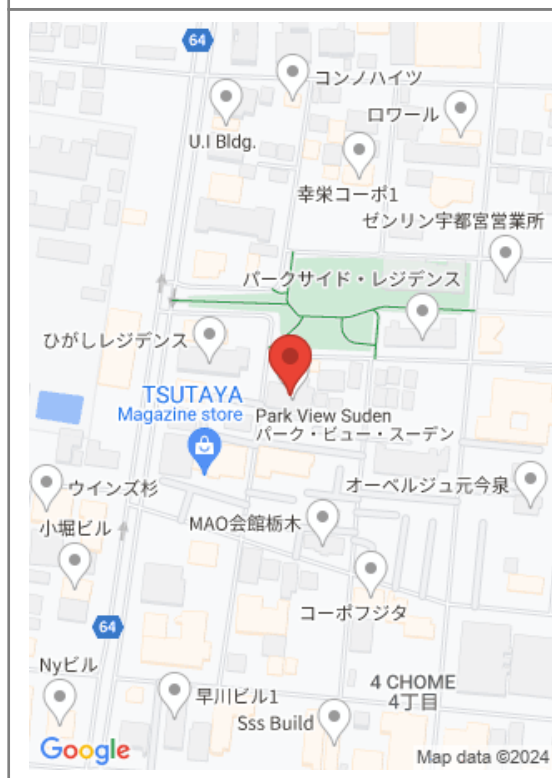 64
コンノハイツ
ロワール
U.I Bldg.
幸栄コーポ1
ゼンリン宇都宮営業所
パークサイド・レジデンス
ひがしレジデンス
TSUTAYA
Magazine store
Park View Suden
パーク・ビュー・スーデン
ウインズ杉
オーベルジュ元今泉
小堀ビル
MAO会館栃木
コーポフジタ
64
Nyビル
早川ビル1
4 CHOME
4丁目
Sss Build
Google
Map data ©2024